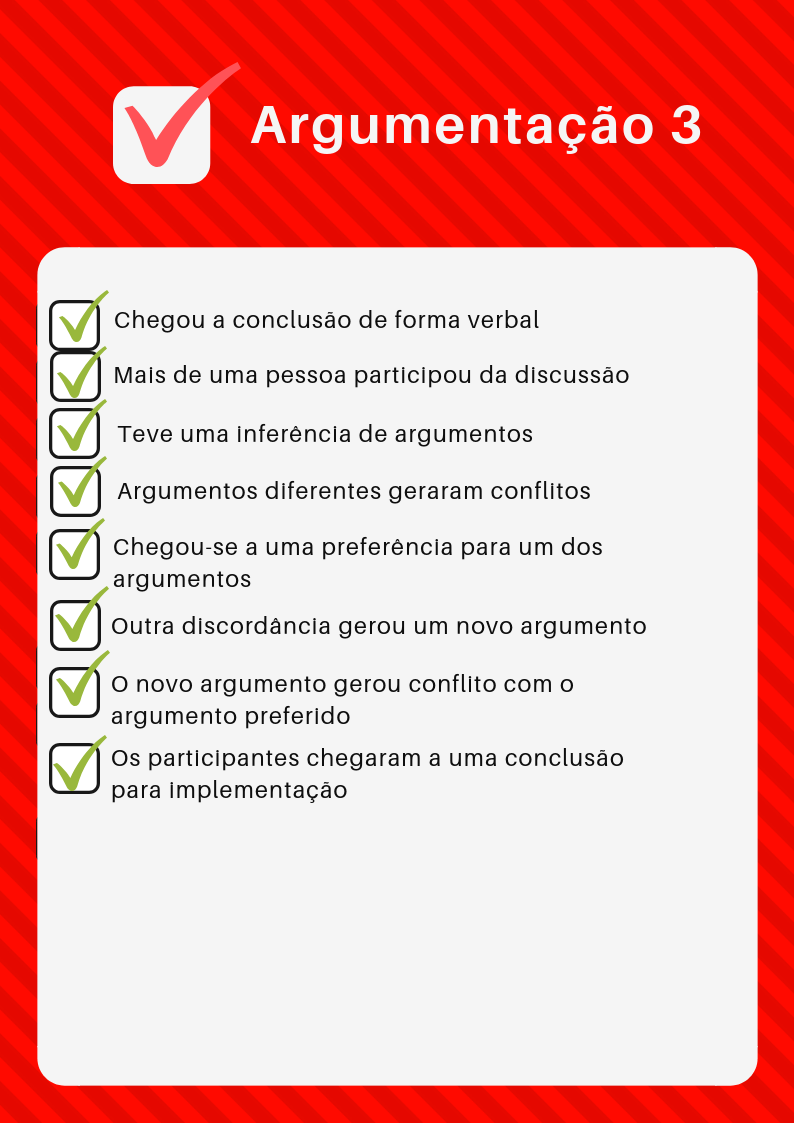 Argumentação 3
Chegou a conclusão de forma verbal
Mais de uma pessoa participou da discussão
Teve uma inferência de argumentos
Argumentos diferentes geraram conflitos
Chegou-se a uma preferência para um dos
argumentos
Outra discordância gerou um novo argumento
O novo argumento gerou conflito com o
argumento preferido
Os participantes chegaram a uma conclusão
para implementação